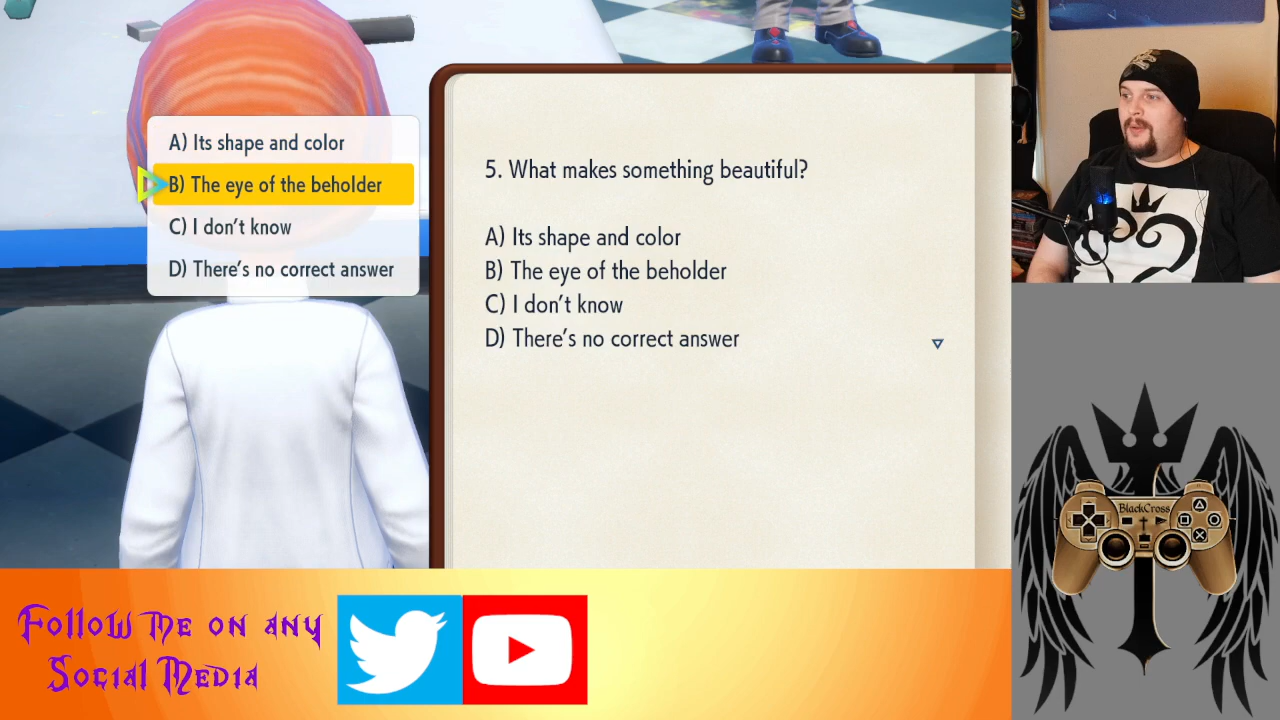 A) Its shape and color
B) The eye of the beholder
C) I don't know
D) There's no correct answer
5. What makes something beautiful?
A) Its shape and color
B) The eye of the beholder
C) I don't know
D) There's no correct answer
BlackCross
Follow me on any
Social Media